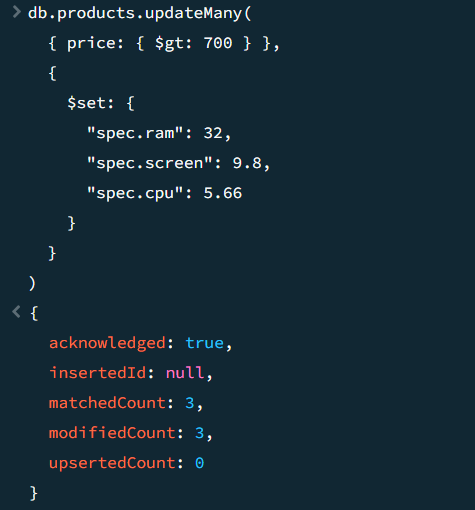 > db.products.updateMany(
{ price: { $gt: 700 } },
{
$set: {
"spec.ram": 32,
"spec.screen": 9.8,
"spec.cpu": 5.66
}
}
)
< {
acknowledged: true,
insertedId: null,
matchedCount: 3,
modifiedCount: 3,
upsertedCount: 0
}